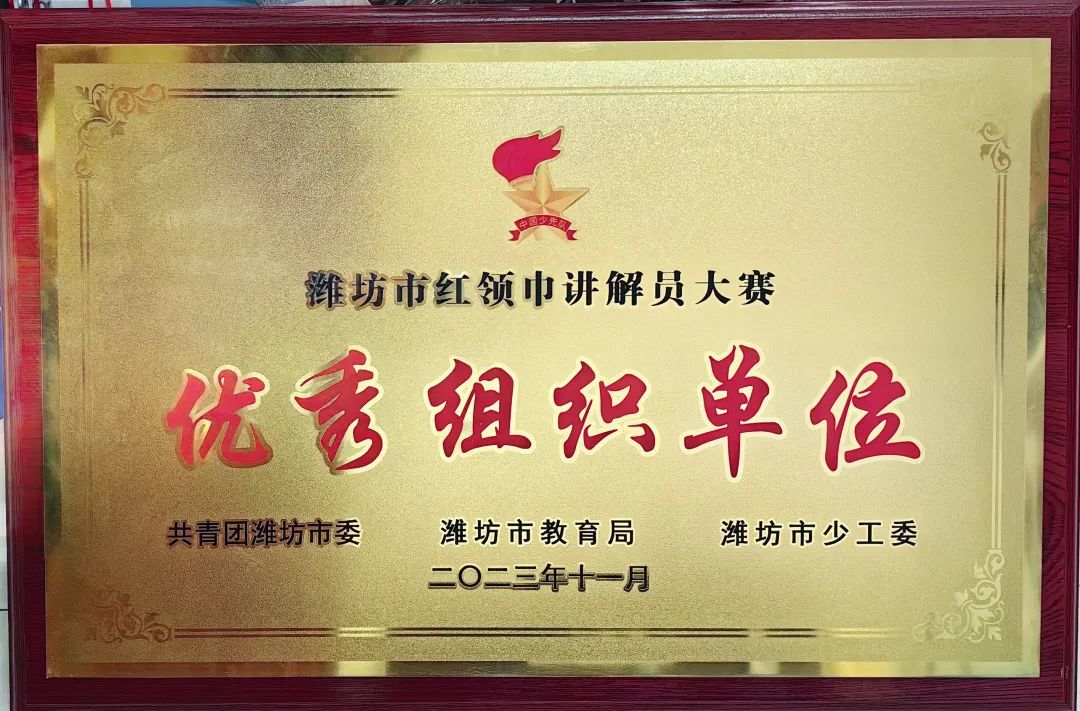 中国少先队
潍坊市红领巾讲解员大赛
优秀组织单位
共青团潍坊市委 潍坊市教育局 潍坊市少工委
二〇二三年十一月